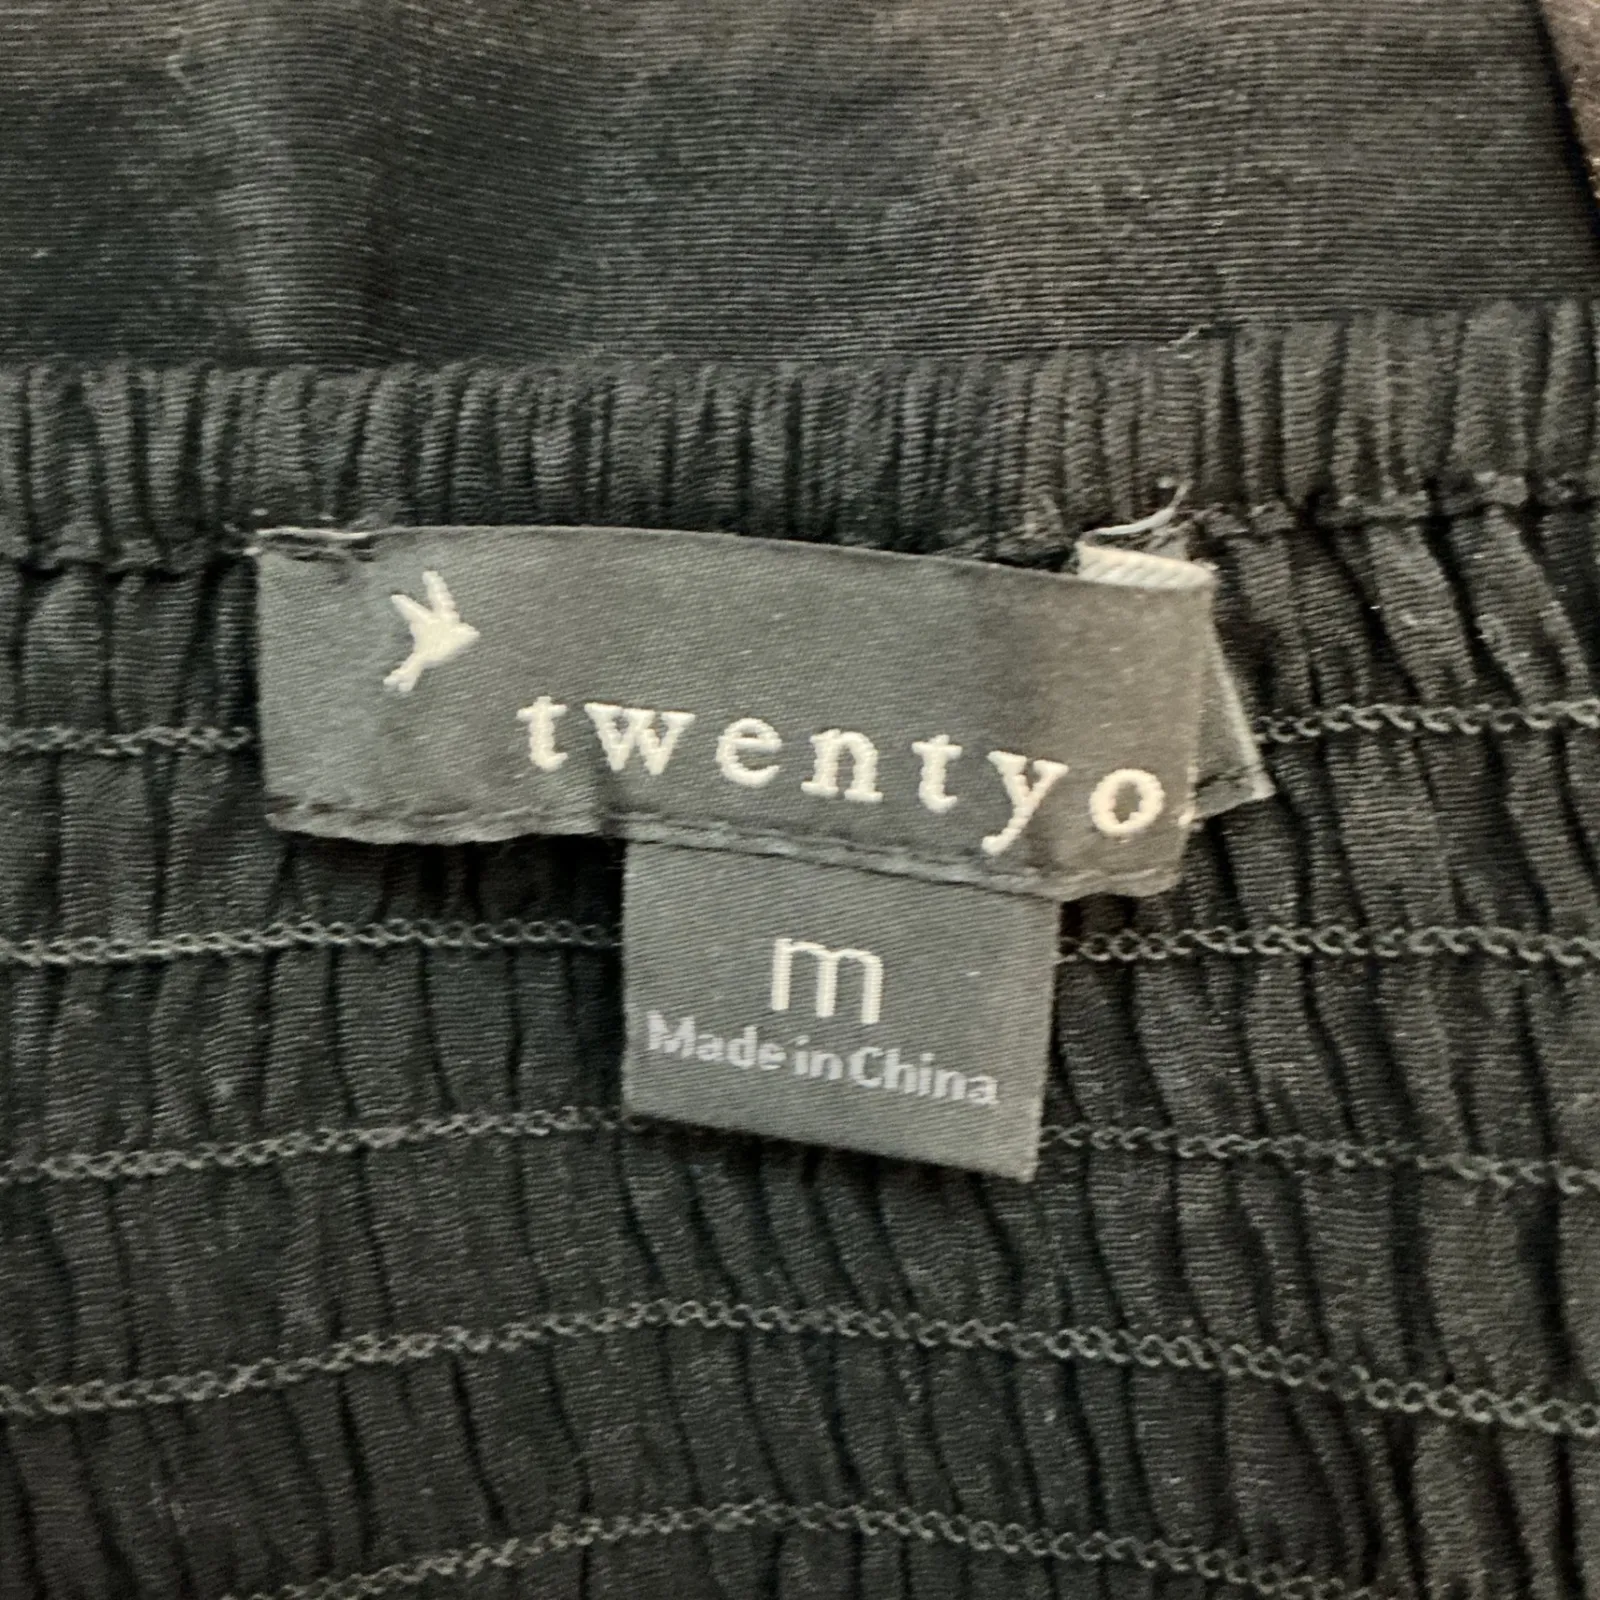 twentyo
m
Made in China